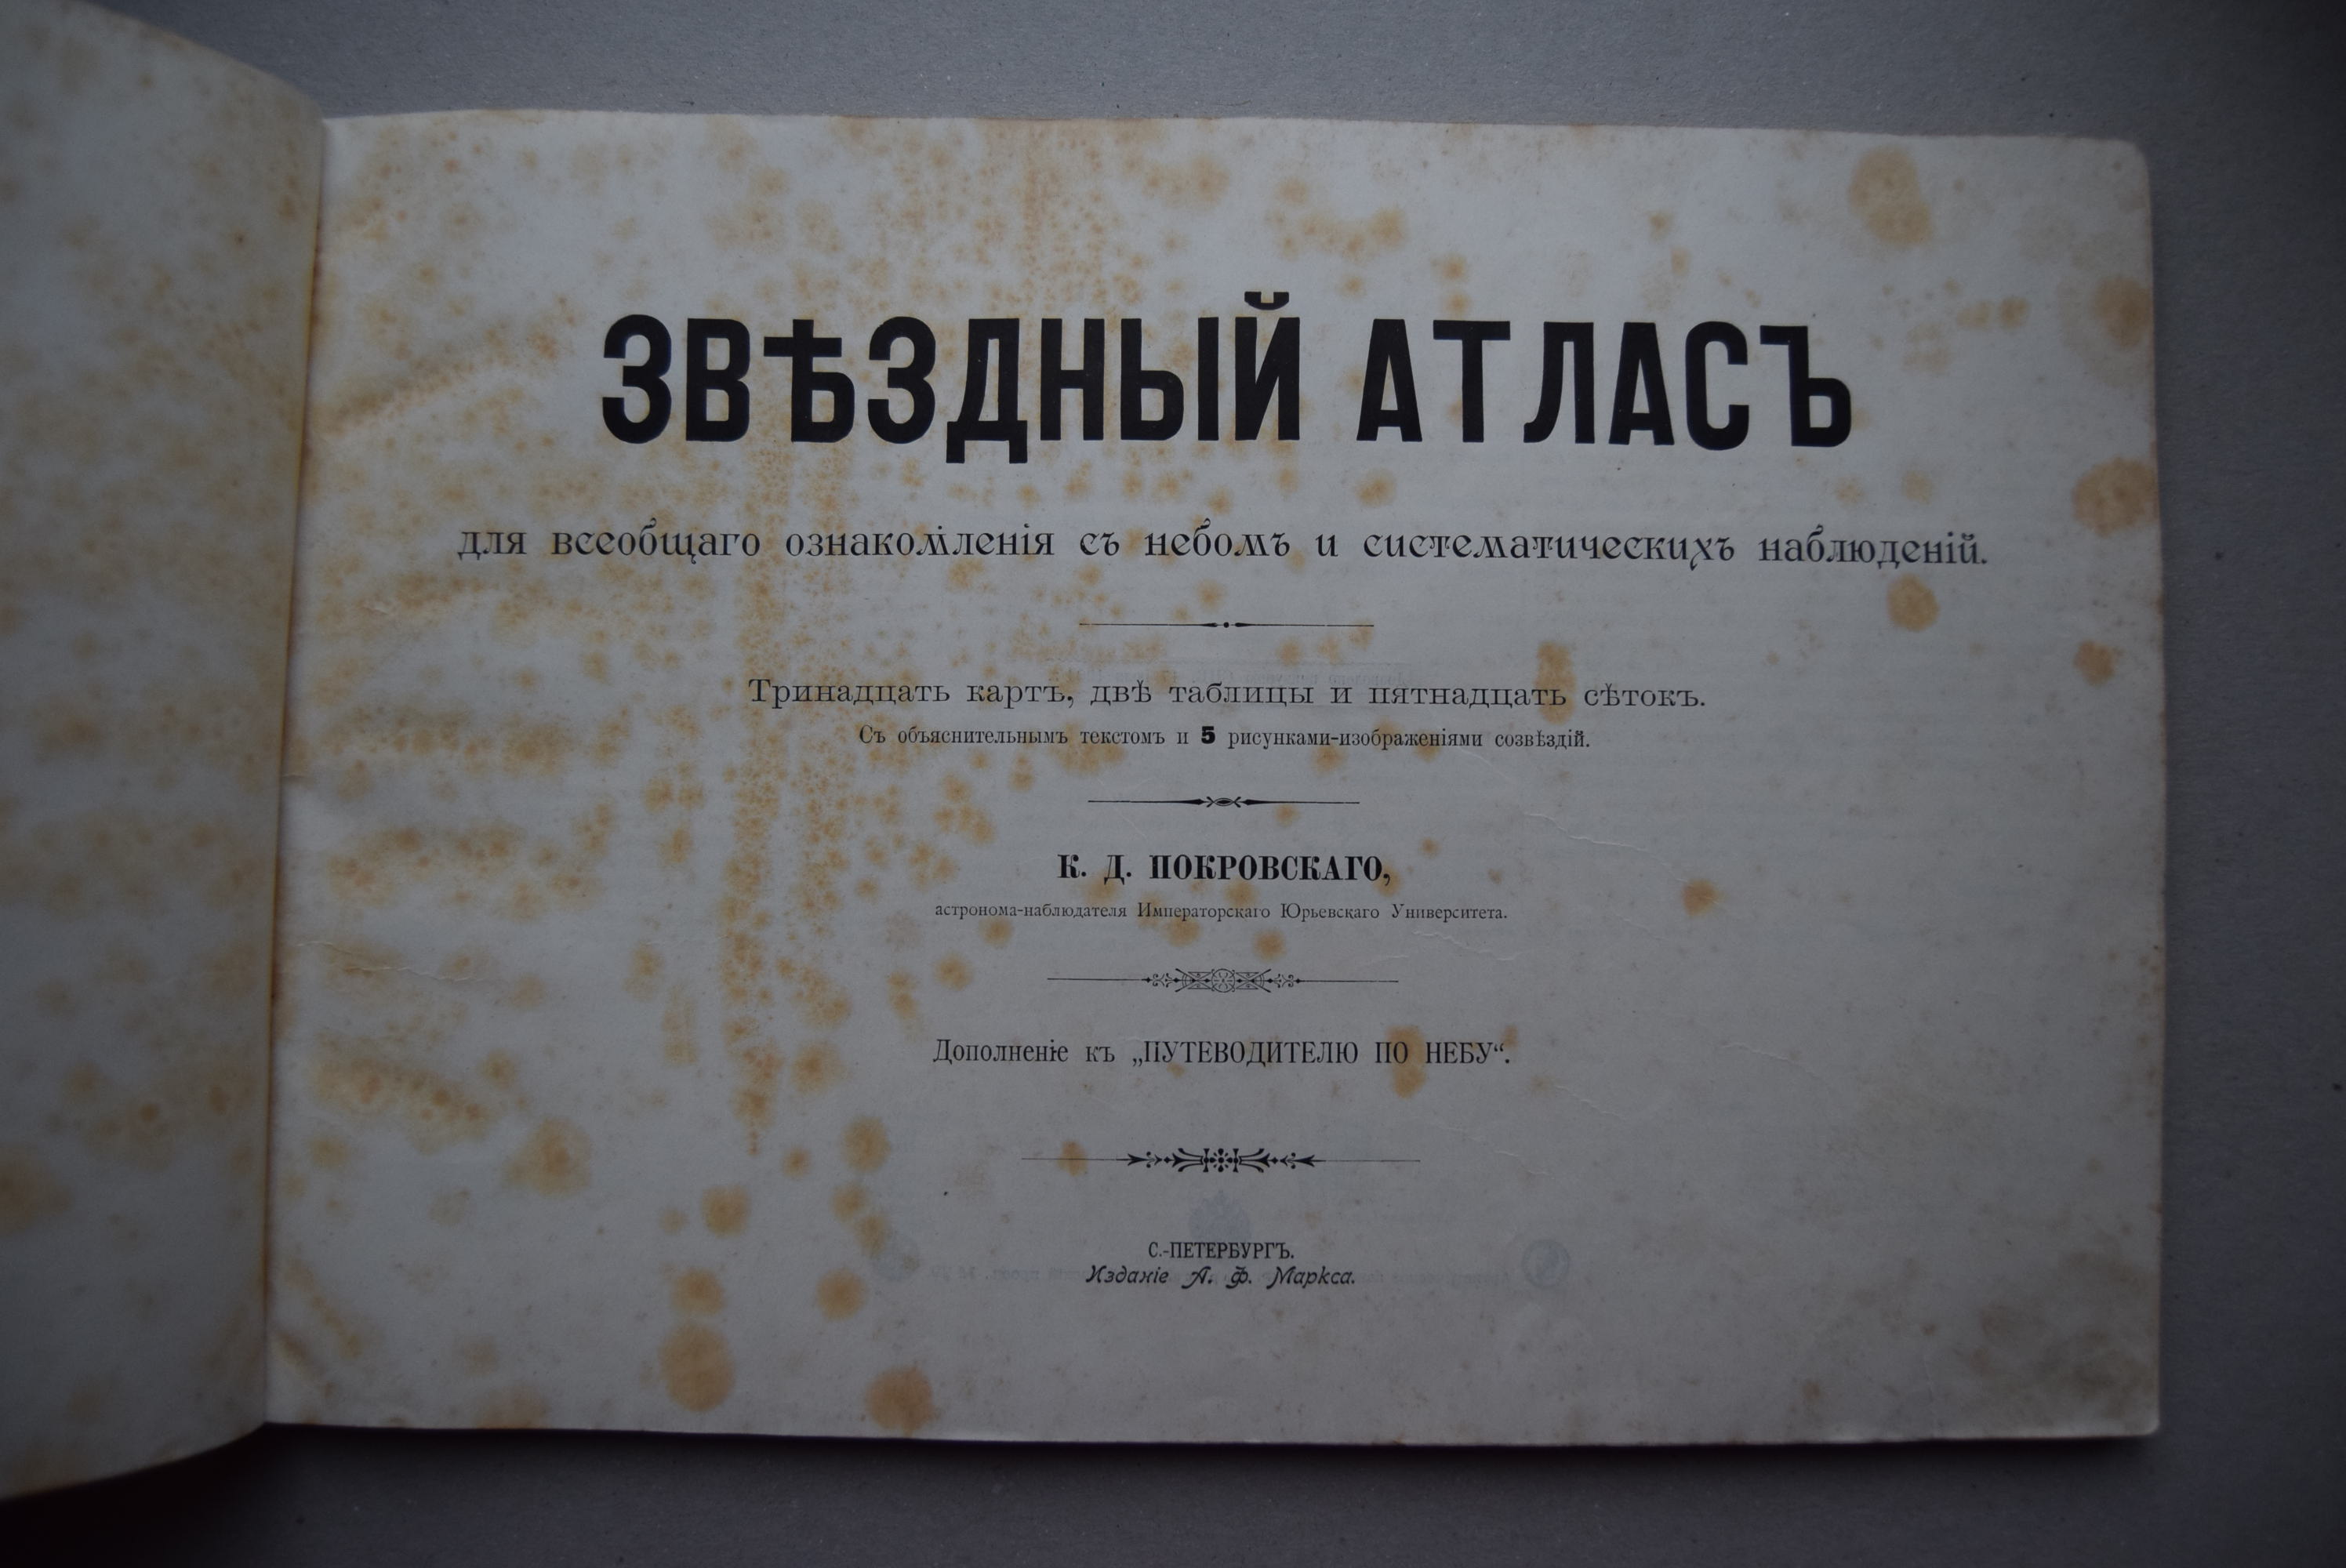 ЗВѢЗДНЫЙ АТЛАСЪ
для всеобщаго ознакомленія съ небомъ и систематическихъ наблюденій.
Тринадцать картъ, двѣ таблицы и пятнадцать сѣтокъ.
Съ объяснительнымъ текстомъ и 5 рисунками-изображеніями созвѣздій.
К. Д. ПОКРОВСКАГО,
астронома-наблюдателя Императорскаго Юрьевскаго Университета.
Дополненіе къ „ПУТЕВОДИТЕЛЮ ПО НЕБУ“.
С.-ПЕТЕРБУРГЪ.
Изданіе А. Ф. Маркса.